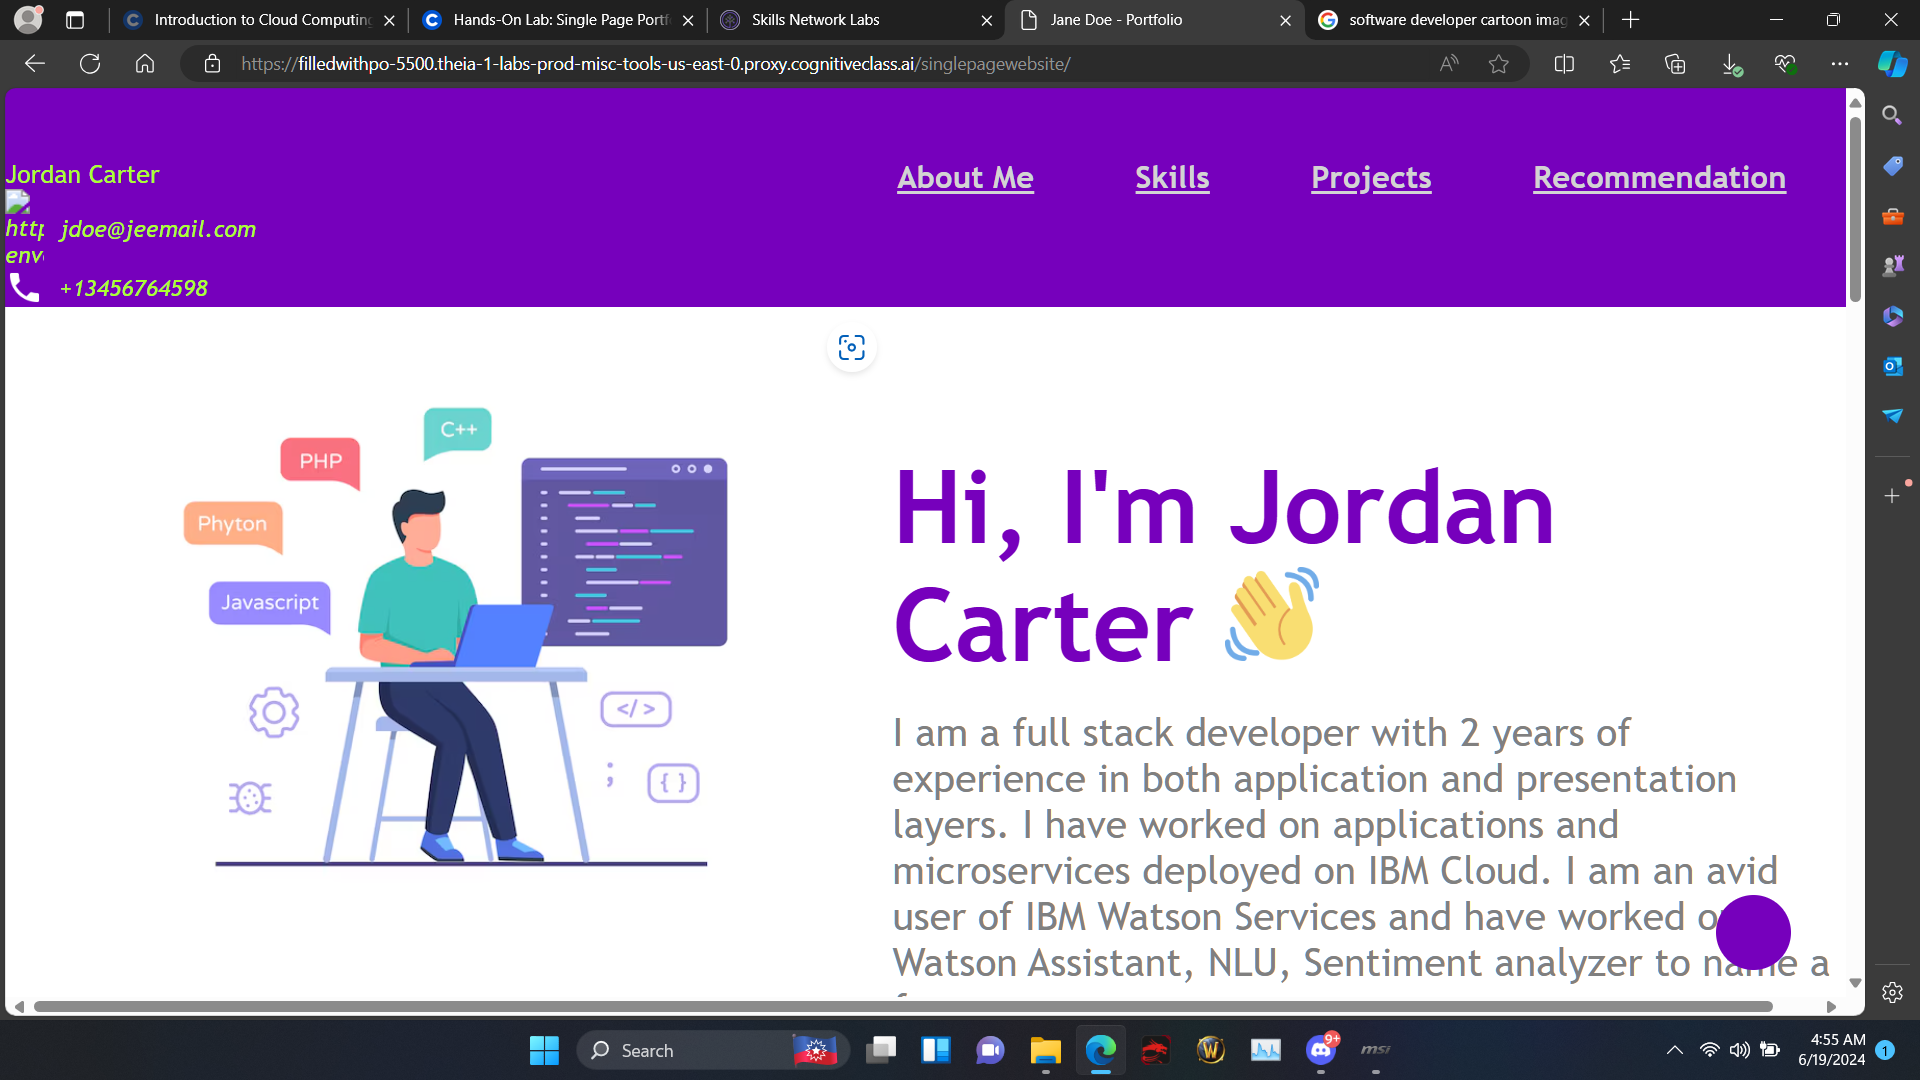 Introduction to Cloud Computing
Hands-On Lab: Single Page Portf
Skills Network Labs
Jane Doe - Portfolio
software developer cartoon imag
https://filledwithpo-5500.theia-1-labs-prod-misc-tools-us-east-0.proxy.cognitiveclass.ai/singlepagewebsite/
Jordan Carter
About Me
Skills
Projects
Recommendation
http
env
jdoe@jeemail.com
+13456764598
C++
PHP
Phyton
Javascript
</>
;
{ }
Hi, I'm Jordan
Carter 👋
I am a full stack developer with 2 years of
experience in both application and presentation
layers. I have worked on applications and
microservices deployed on IBM Cloud. I am an avid
user of IBM Watson Services and have worked o
Watson Assistant, NLU, Sentiment analyzer to name a
Search
9+
msi
4:55 AM
6/19/2024
1